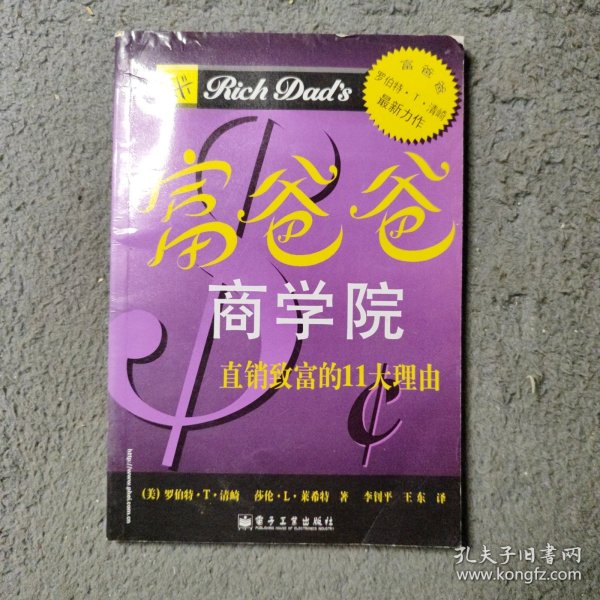 Rich Dad's
富爸爸
罗伯特·T·清崎
最新力作
富爸爸
商学院
直销致富的11大理由
¢
http://www.phei.com.cn
(美) 罗伯特·T·清崎 莎伦·L·莱希特 著 李钊平 王东 译
电子工业出版社
PUBLISHING HOUSE OF ELECTRONICS INDUSTRY
孔夫子旧书网
www.kongfz.com